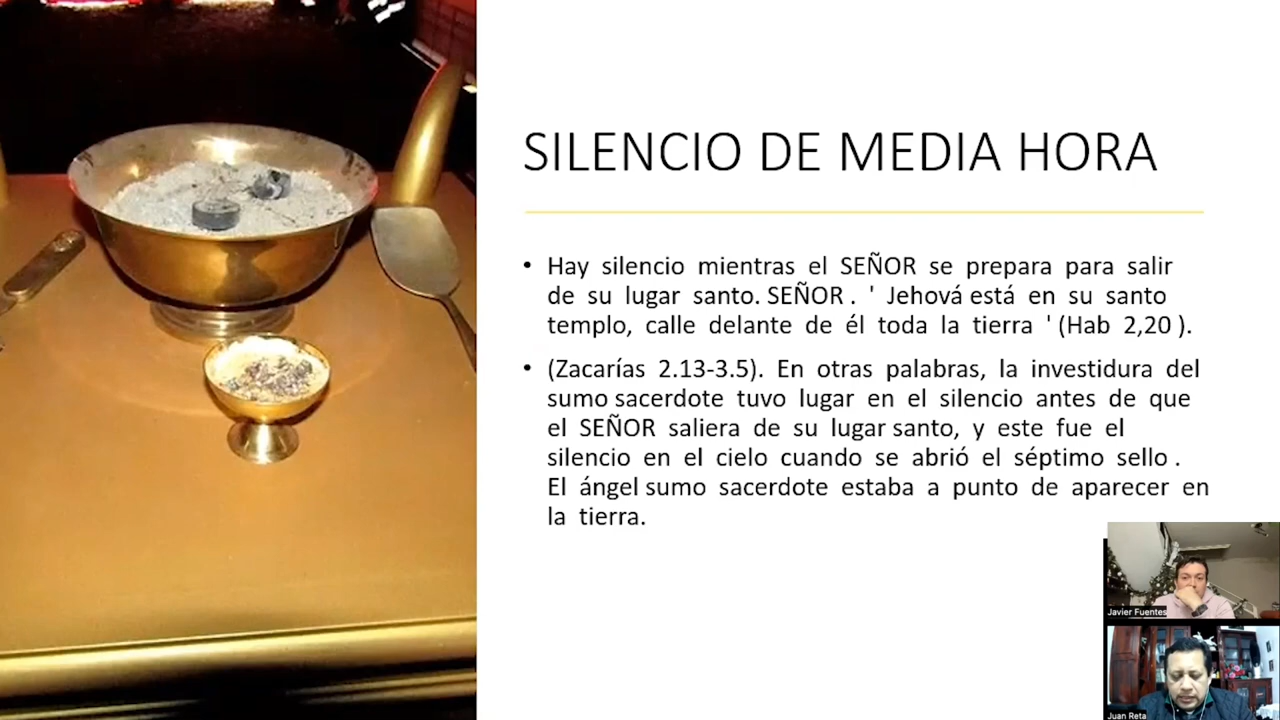 SILENCIO DE MEDIA HORA
• Hay silencio mientras el SEÑOR se prepara para salir
de su lugar santo. SEÑOR . ' Jehová está en su santo
templo, calle delante de él toda la tierra ' (Hab 2,20 ).
• (Zacarías 2.13-3.5). En otras palabras, la investidura del
sumo sacerdote tuvo lugar en el silencio antes de que
el SEÑOR saliera de su lugar santo, y este fue el
silencio en el cielo cuando se abrió el séptimo sello .
El ángel sumo sacerdote estaba a punto de aparecer en
la tierra.
Javier Fuentes
Juan Reta